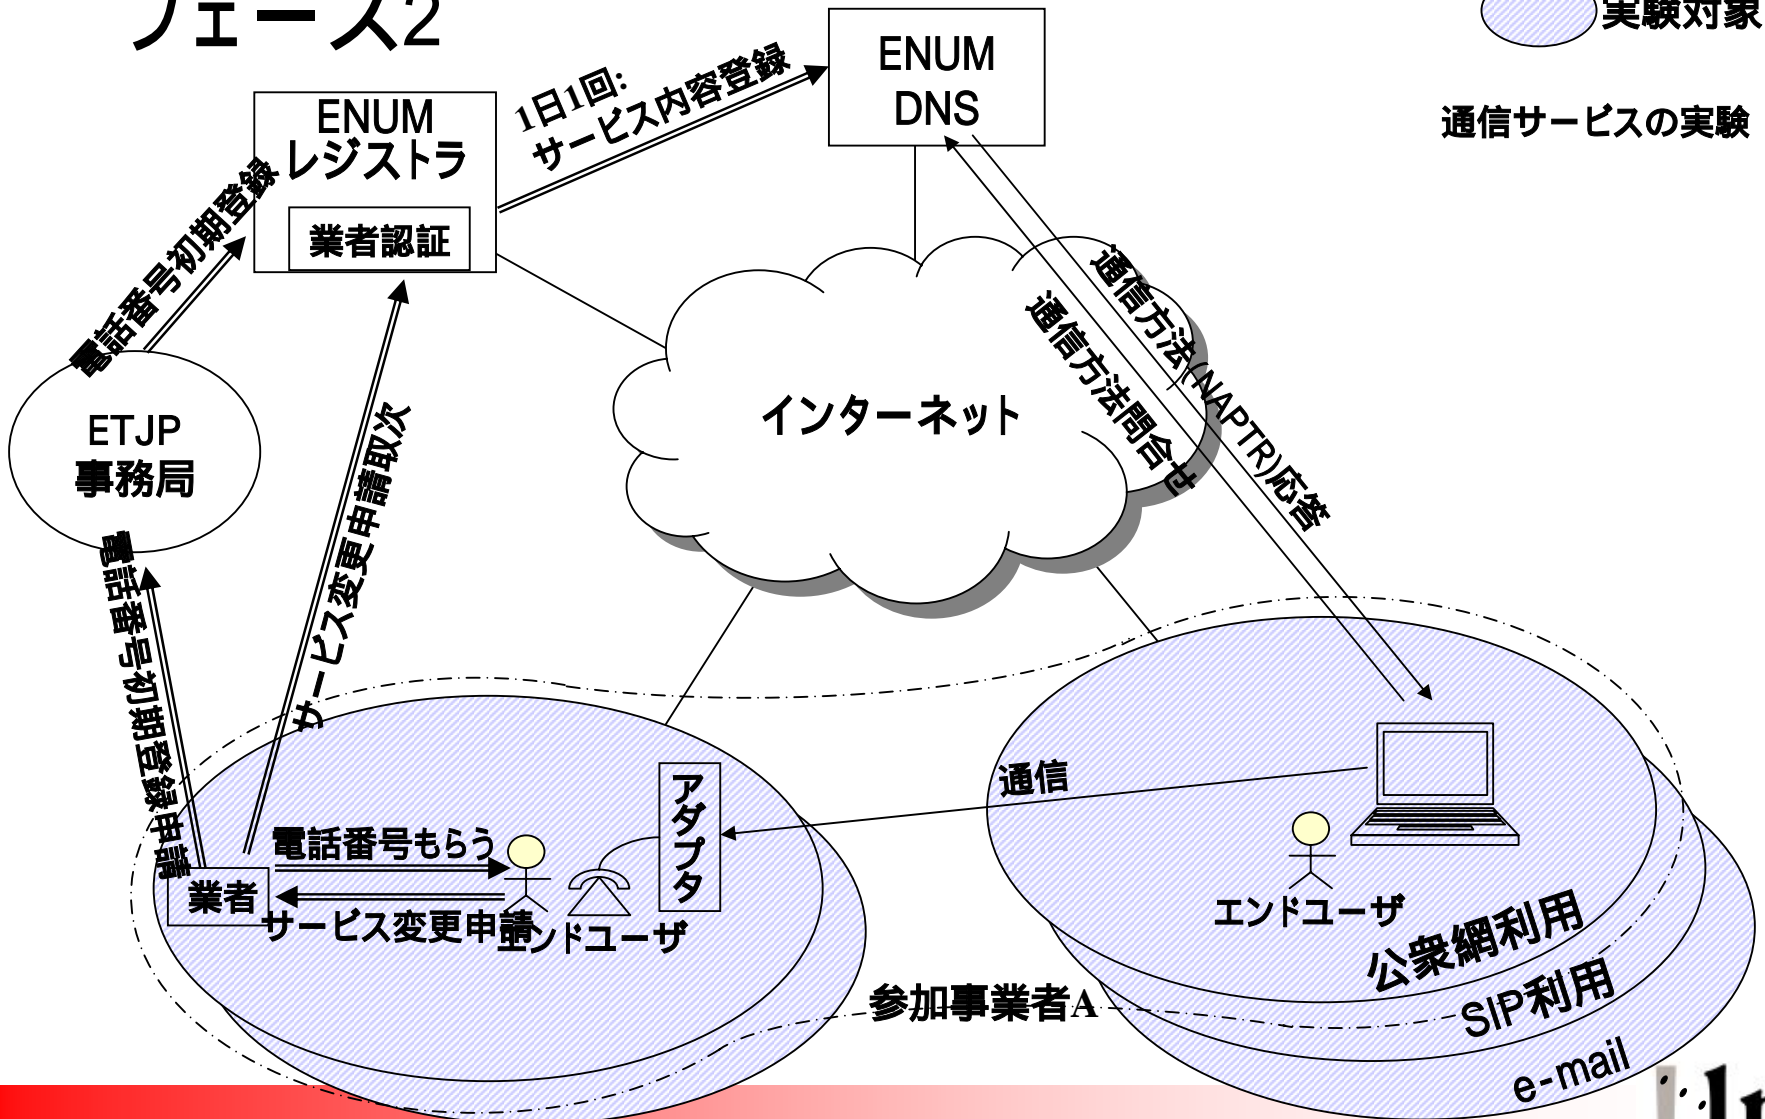 フェーズ2
実験対象
通信サービスの実験
ENUM
DNS
1日1回:
サービス内容登録
ENUM
レジストラ
業者認証
電話番号初期登録
通信方法(NAPTR)応答
通信方法問合せ
インターネット
ETJP
事務局
サービス変更申請取次
電話番号初期登録申請
アダプタ
通信
電話番号もらう
業者
サービス変更申請
エンドユーザ
エンドユーザ
公衆網利用
参加事業者A
SIP利用
e-mail